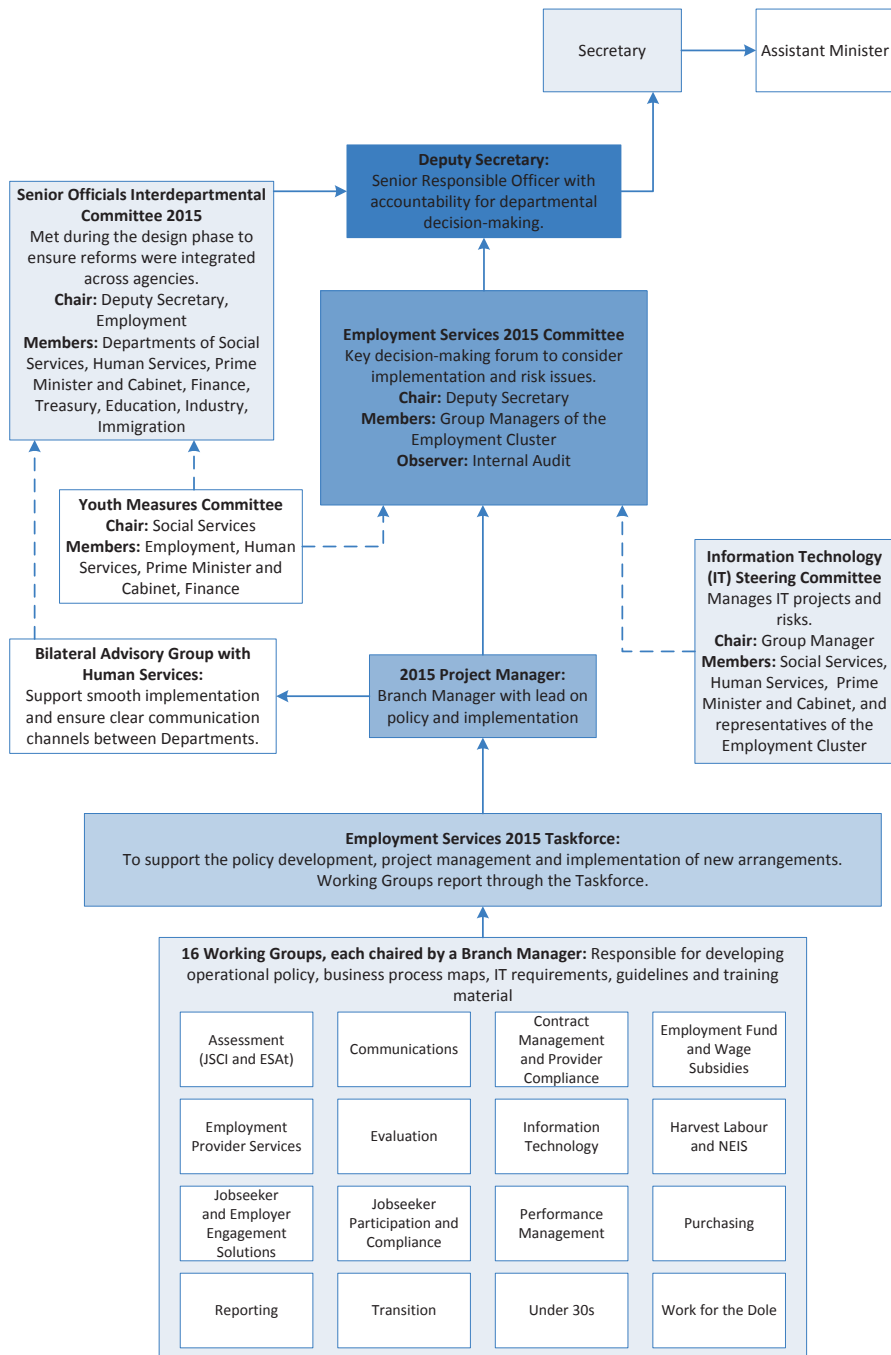 Secretary
Assistant Minister
Deputy Secretary:
Senior Responsible Officer with
accountability for departmental
decision-making.
Senior Officials Interdepartmental
Committee 2015
Met during the design phase to
ensure reforms were integrated
across agencies.
Chair: Deputy Secretary,
Employment
Members: Departments of Social
Services, Human Services, Prime
Minister and Cabinet, Finance,
Treasury, Education, Industry,
Immigration
Employment Services 2015 Committee
Key decision-making forum to consider
implementation and risk issues.
Chair: Deputy Secretary
Members: Group Managers of the
Employment Cluster
Observer: Internal Audit
Youth Measures Committee
Chair: Social Services
Members: Employment, Human
Services, Prime Minister and
Cabinet, Finance
Information Technology
(IT) Steering Committee
Manages IT projects and
risks.
Chair: Group Manager
Members: Social Services,
Human Services, Prime
Minister and Cabinet, and
representatives of the
Employment Cluster
Bilateral Advisory Group with
Human Services:
Support smooth implementation
and ensure clear communication
channels between Departments.
2015 Project Manager:
Branch Manager with lead on
policy and implementation
Employment Services 2015 Taskforce:
To support the policy development, project management and implementation of new arrangements.
Working Groups report through the Taskforce.
16 Working Groups, each chaired by a Branch Manager: Responsible for developing
operational policy, business process maps, IT requirements, guidelines and training
material
Assessment
(JSCI and ESAt)
Communications
Contract
Management
and Provider
Compliance
Employment Fund
and Wage
Subsidies
Employment
Provider Services
Evaluation
Information
Technology
Harvest Labour
and NEIS
Jobseeker
and Employer
Engagement
Solutions
Jobseeker
Participation and
Compliance
Performance
Management
Purchasing
Reporting
Transition
Under 30s
Work for the Dole